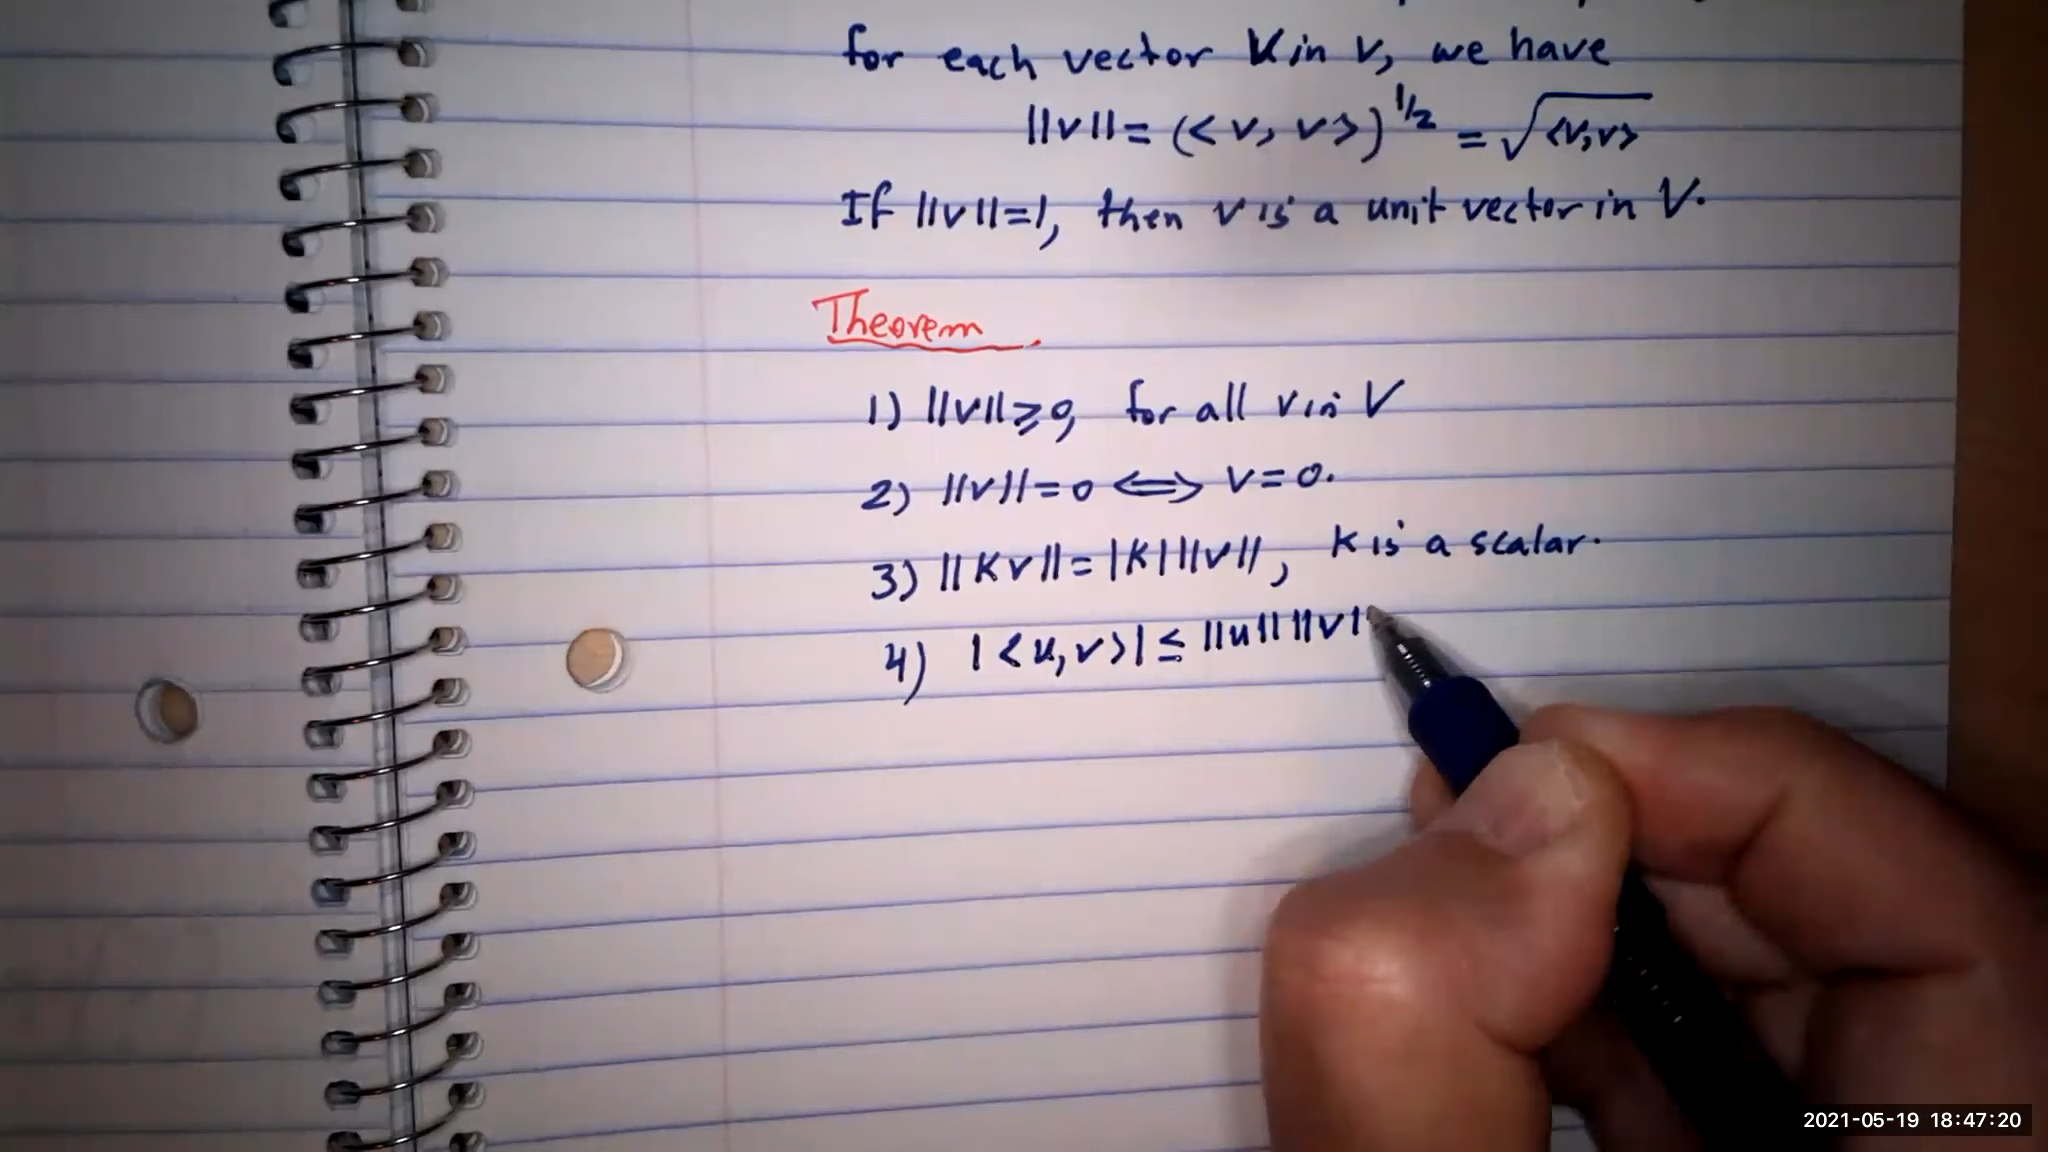 for each vector V in V, we have
||v|| = (<v, v>)^1/2 = √<v,v>
If ||v||=1, then v is a unit vector in V.
Theorem
1) ||v||≥0, for all v in V
2) ||v||=0 ⟺ v=0.
3) ||Kv||=|K|||v||, K is a scalar.
4) |<u,v>| ≤ ||u|| ||v|
2021-05-19 18:47:20